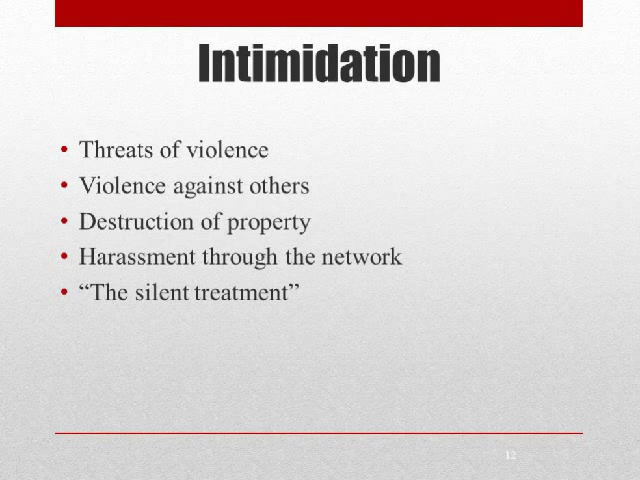 Intimidation
• Threats of violence
• Violence against others
• Destruction of property
• Harassment through the network
• “The silent treatment”
12